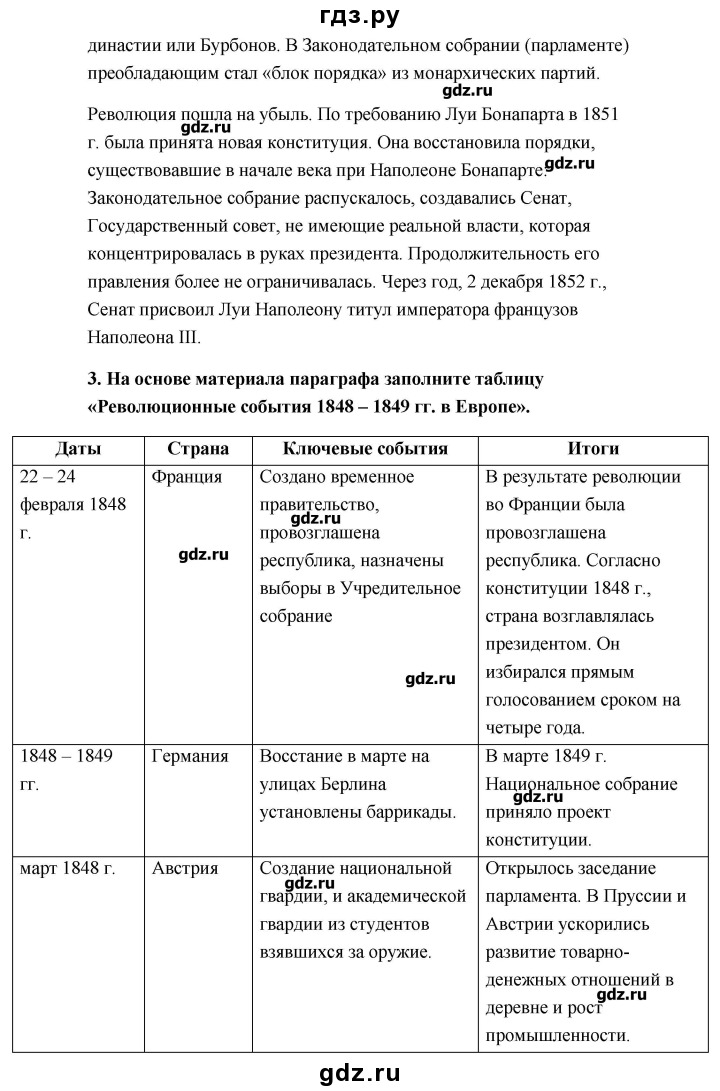 гдз.ру
династии или Бурбонов. В Законодательном собрании (парламенте)
преобладающим стал «блок порядка» из монархических партий.
gdz.ru
Революция пошла на убыль. По требованию Луи Бонапарта в 1851
gdz.ru
г. была принята новая конституция. Она восстановила порядки,
существовавшие в начале века при Наполеоне Бонапарте.
gdz.ru
Законодательное собрание распускалось, создавались Сенат,
Государственный совет, не имеющие реальной власти, которая
концентрировалась в руках президента. Продолжительность его
правления более не ограничивалась. Через год, 2 декабря 1852 г.,
Сенат присвоил Луи Наполеону титул императора французов
Наполеона III.
3. На основе материала параграфа заполните таблицу
«Революционные события 1848 – 1849 гг. в Европе».
Даты
Страна
Ключевые события
Итоги
22 – 24
февраля 1848
г.
Франция
gdz.ru
Создано временное
правительство,
gdz.ru
провозглашена
республика, назначены
выборы в Учредительное
собрание
gdz.ru
В результате революции
во Франции была
провозглашена
республика. Согласно
конституции 1848 г.,
страна возглавлялась
президентом. Он
избирался прямым
голосованием сроком на
четыре года.
1848 – 1849
гг.
Германия
Восстание в марте на
улицах Берлина
установлены баррикады.
В марте 1849 г.
Национальное собрание
gdz.ru
приняло проект
конституции.
март 1848 г.
Австрия
Создание национальной
gdz.ru
гвардии, и академической
гвардии из студентов
взявшихся за оружие.
Открылось заседание
парламента. В Пруссии и
Австрии ускорились
развитие товарно-
денежных отношений в
gdz.ru
деревне и рост
промышленности.
gdz.ru